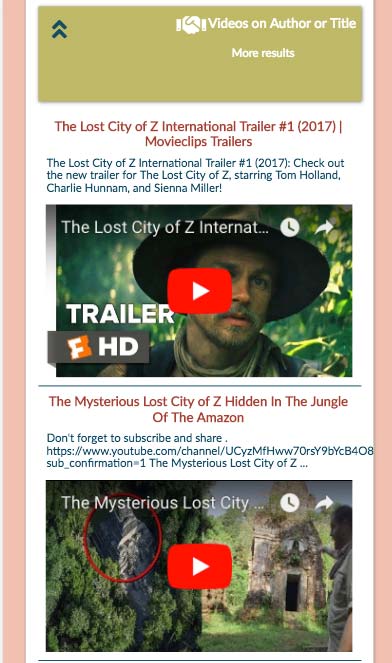 Videos on Author or Title
More results
The Lost City of Z International Trailer #1 (2017) |
Movieclips Trailers
The Lost City of Z International Trailer #1 (2017): Check out
the new trailer for The Lost City of Z, starring Tom Holland,
Charlie Hunnam, and Sienna Miller!
The Lost City of Z Internat...
TRAILER
HD
The Mysterious Lost City of Z Hidden In The Jungle
Of The Amazon
Don't forget to subscribe and share .
https://www.youtube.com/channel/UCyzMfHww70rsY9bYcB4O8
sub_confirmation=1 The Mysterious Lost City of Z ...
The Mysterious Lost City ...